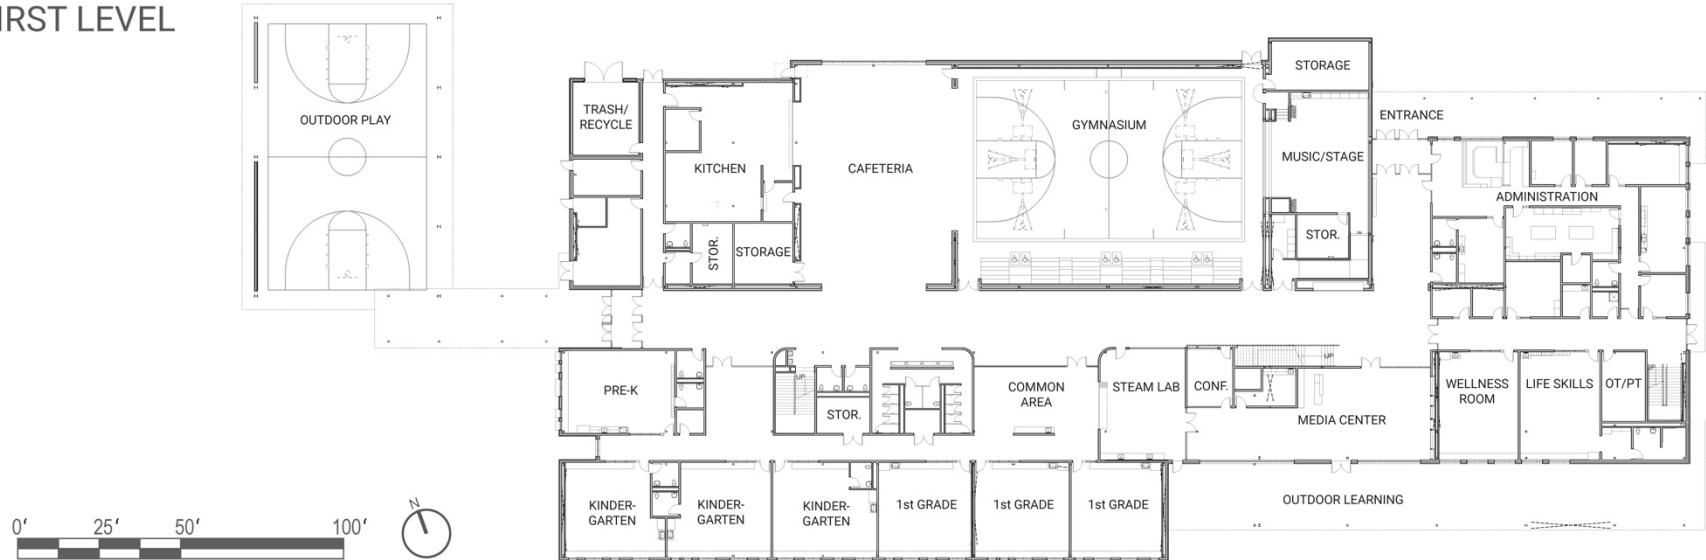 IRST LEVEL
OUTDOOR PLAY
TRASH/
RECYCLE
KITCHEN
STOR.
STORAGE
CAFETERIA
GYMNASIUM
STORAGE
MUSIC/STAGE
STOR.
ENTRANCE
ADMINISTRATION
PRE-K
UP
STOR.
COMMON
AREA
STEAM LAB
CONF.
UP
MEDIA CENTER
WELLNESS
ROOM
LIFE SKILLS
OT/PT
KINDER-
GARTEN
KINDER-
GARTEN
KINDER-
GARTEN
1st GRADE
1st GRADE
1st GRADE
OUTDOOR LEARNING
0' 25' 50' 100'
N